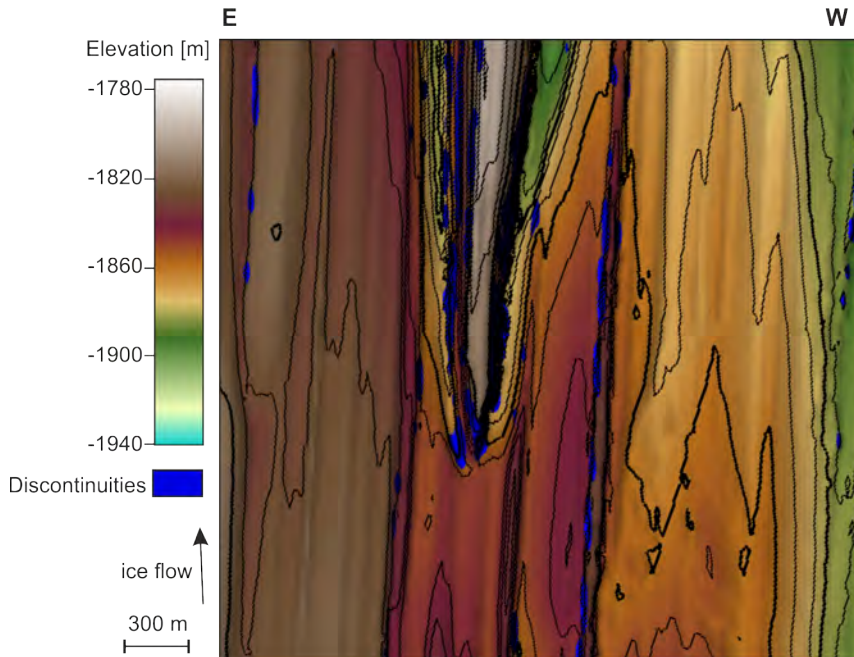 E
W
Elevation [m]
-1780
-1820
-1860
-1900
-1940
Discontinuities
ice flow
300 m